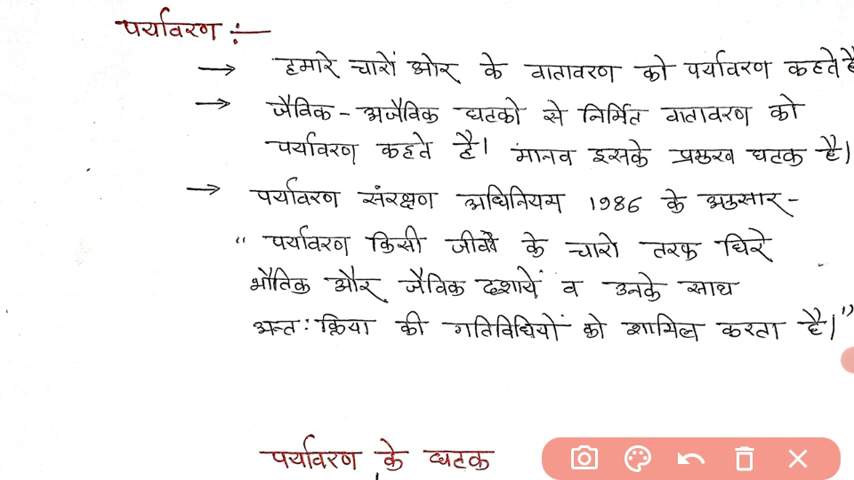 पर्यावरण :—
→ हमारे चारों ओर के वातावरण को पर्यावरण कहते है
→ जैविक - अजैविक घटको से निर्मित वातावरण को
पर्यावरण कहते है। मानव इसके प्रमुख घटक है।
→ पर्यावरण संरक्षण अधिनियम 1986 के अनुसार -
" पर्यावरण किसी जीवों के चारो तरफ घिरे
भौतिक और जैविक दशायें व उनके साथ
अन्त: क्रिया की गतिविधियों को शामिल करता है।"
पर्यावरण के घटक